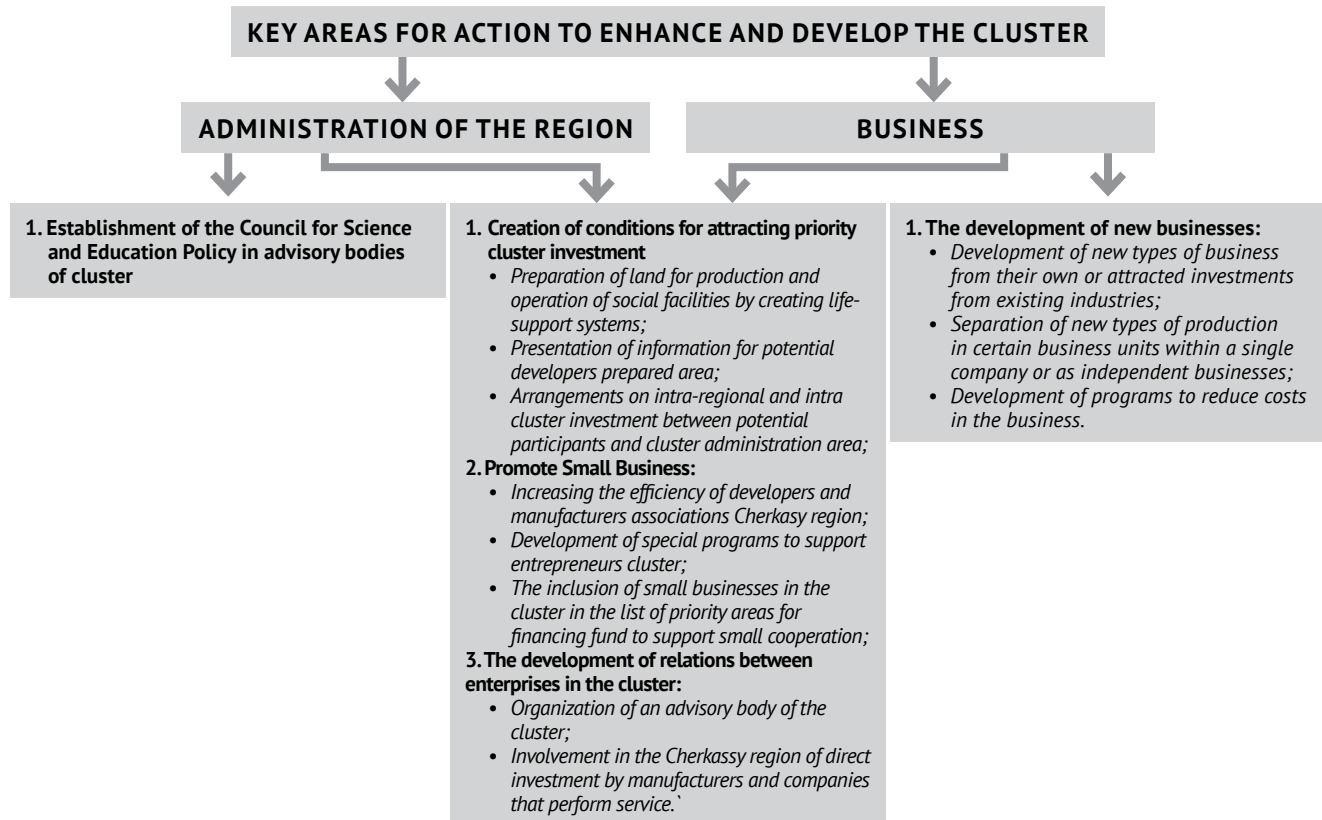 KEY AREAS FOR ACTION TO ENHANCE AND DEVELOP THE CLUSTER
ADMINISTRATION OF THE REGION
BUSINESS
1. Establishment of the Council for Science
and Education Policy in advisory bodies
of cluster
1. Creation of conditions for attracting priority
cluster investment
• Preparation of land for production and
operation of social facilities by creating life-
support systems;
• Presentation of information for potential
developers prepared area;
• Arrangements on intra-regional and intra
cluster investment between potential
participants and cluster administration area;
2. Promote Small Business:
• Increasing the efficiency of developers and
manufacturers associations Cherkasy region;
• Development of special programs to support
entrepreneurs cluster;
• The inclusion of small businesses in the
cluster in the list of priority areas for
financing fund to support small cooperation;
3. The development of relations between
enterprises in the cluster:
• Organization of an advisory body of the
cluster;
• Involvement in the Cherkassy region of direct
investment by manufacturers and companies
that perform service.`
1. The development of new businesses:
• Development of new types of business
from their own or attracted investments
from existing industries;
• Separation of new types of production
in certain business units within a single
company or as independent businesses;
• Development of programs to reduce costs
in the business.